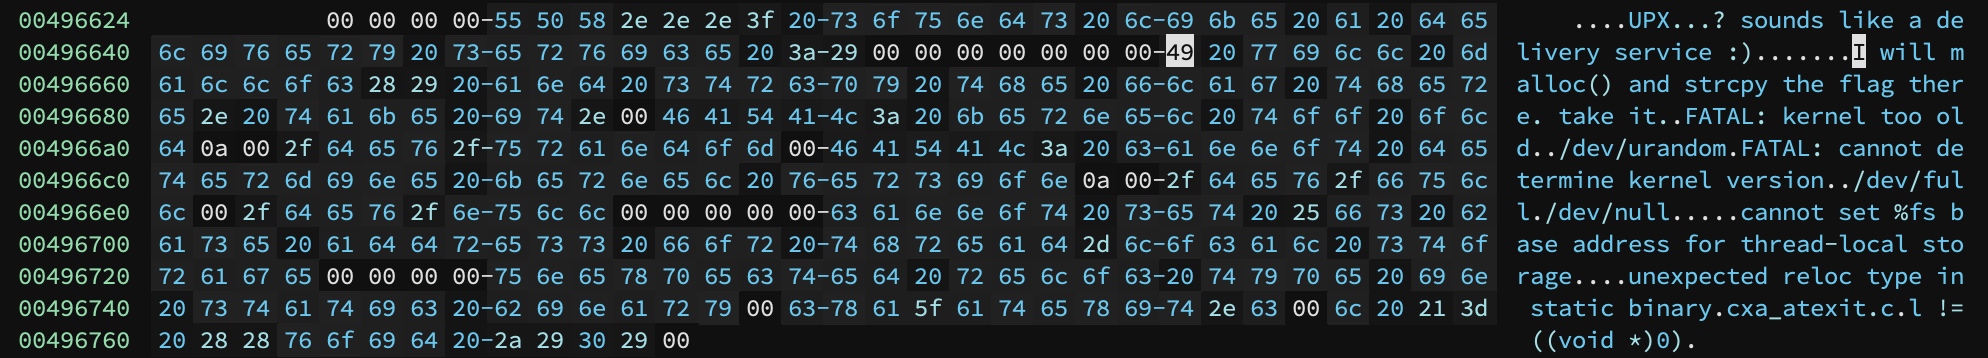 00496624 00 00 00 00-55 50 58 2e 2e 2e 3f 20-73 6f 75 6e 64 73 20 6c-69 6b 65 20 61 20 64 65 ....UPX...? sounds like a de
00496640 6c 69 76 65 72 79 20 73-65 72 76 69 63 65 20 3a-29 00 00 00 00 00 00 00-49 20 77 69 6c 6c 20 6d livery service :).......I will m
00496660 61 6c 6c 6f 63 28 29 20-61 6e 64 20 73 74 72 63-70 79 20 74 68 65 20 66-6c 61 67 20 74 68 65 72 alloc() and strcpy the flag ther
00496680 65 2e 20 74 61 6b 65 20-69 74 2e 00 46 41 54 41-4c 3a 20 6b 65 72 6e 65-6c 20 74 6f 6f 20 6f 6c e. take it..FATAL: kernel too ol
004966a0 64 0a 00 2f 64 65 76 2f-75 72 61 6e 64 6f 6d 00-46 41 54 41 4c 3a 20 63-61 6e 6e 6f 74 20 64 65 d../dev/urandom.FATAL: cannot de
004966c0 74 65 72 6d 69 6e 65 20-6b 65 72 6e 65 6c 20 76-65 72 73 69 6f 6e 0a 00-2f 64 65 76 2f 66 75 6c termine kernel version../dev/ful
004966e0 6c 00 2f 64 65 76 2f 6e-75 6c 6c 00 00 00 00 00-63 61 6e 6e 6f 74 20 73-65 74 20 25 66 73 20 62 l./dev/null.....cannot set %fs b
00496700 61 73 65 20 61 64 64 72-65 73 73 20 66 6f 72 20-74 68 72 65 61 64 2d 6c-6f 63 61 6c 20 73 74 6f ase address for thread-local sto
00496720 72 61 67 65 00 00 00 00-75 6e 65 78 70 65 63 74-65 64 20 72 65 6c 6f 63-20 74 79 70 65 20 69 6e rage....unexpected reloc type in
00496740 20 73 74 61 74 69 63 20-62 69 6e 61 72 79 00 63-78 61 5f 61 74 65 78 69-74 2e 63 00 6c 20 21 3d static binary.cxa_atexit.c.l !=
00496760 20 28 28 76 6f 69 64 20-2a 29 30 29 00 ((void *)0).